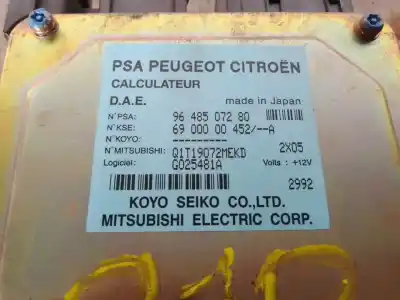 PSA PEUGEOT CITROËN
CALCULATEUR
D.A.E. made in Japan
N°PSA: 96 485 072 80
N°KSE: 69 000 00 452/--A
N°KOYO: ---------
N°MITSUBISHI: Q1T19072MEKD 2X05
Logiciel: G025481A Volts: +12V
2992
KOYO SEIKO CO.,LTD.
MITSUBISHI ELECTRIC CORP.